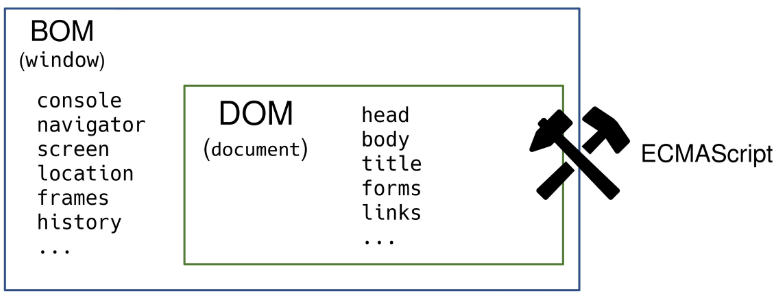 BOM
(window)
console
navigator
screen
location
frames
history
...
DOM
(document)
head
body
title
forms
links
...
ECMAScript